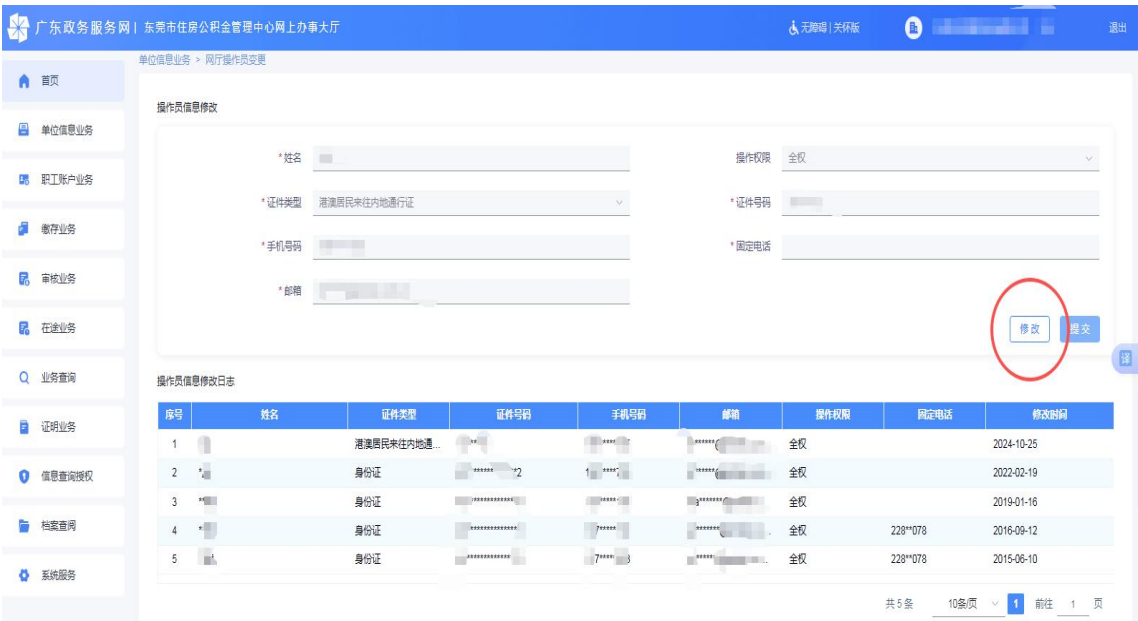 广东政务服务网 | 东莞市住房公积金管理中心网上办事大厅
无障碍 | 关怀版
退出
单位信息业务 > 网厅操作员变更
首页
单位信息业务
职工账户业务
缴存业务
审核业务
在途业务
业务查询
证明业务
信息查询授权
档案查阅
系统服务
操作员信息修改
*姓名
操作权限 全权
*证件类型 港澳居民来往内地通行证
*证件号码
*手机号码
*固定电话
*邮箱
修改 提交
译
操作员信息修改日志
序号 姓名 证件类型 证件号码 手机号码 邮箱 操作权限 固定电话 修改时间
1 港澳居民来往内地通... 全权 2024-10-25
2 身份证 全权 2022-02-19
3 身份证 全权 2019-01-16
4 身份证 全权 228**078 2016-09-12
5 身份证 全权 228**078 2015-06-10
共 5 条 10条/页 1 前往 1 页